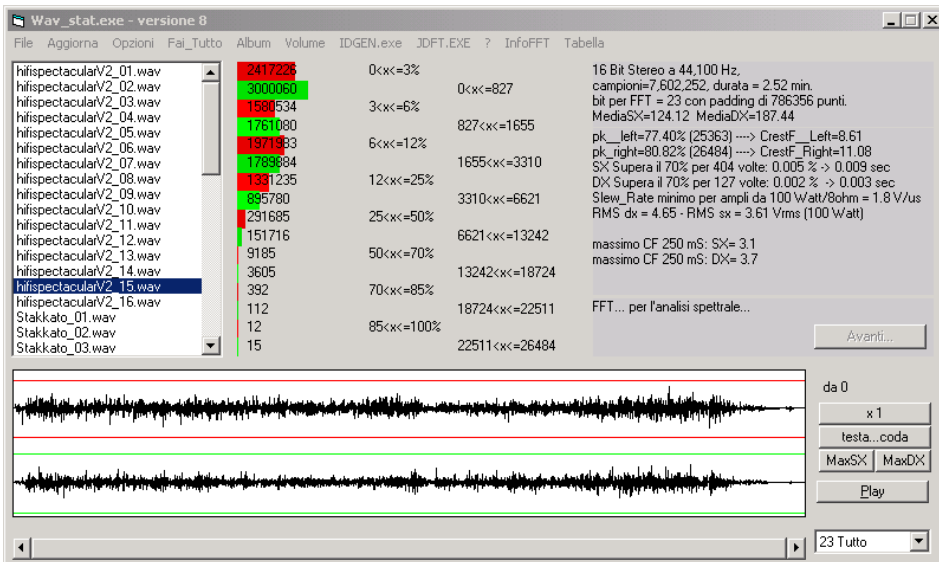 Wav_stat.exe - versione 8
File Aggiorna Opzioni Fai_Tutto Album Volume IDGEN.exe JDFT.EXE ? InfoFFT Tabella
hifispectacularV2_01.wav
hifispectacularV2_02.wav
hifispectacularV2_03.wav
hifispectacularV2_04.wav
hifispectacularV2_05.wav
hifispectacularV2_06.wav
hifispectacularV2_07.wav
hifispectacularV2_08.wav
hifispectacularV2_09.wav
hifispectacularV2_10.wav
hifispectacularV2_11.wav
hifispectacularV2_12.wav
hifispectacularV2_13.wav
hifispectacularV2_14.wav
hifispectacularV2_15.wav
hifispectacularV2_16.wav
Stakkato_01.wav
Stakkato_02.wav
Stakkato_03.wav
2417226 0<x<=3%
3000060 0<x<=827
1580534 3<x<=6%
1761080 827<x<=1655
1971983 6<x<=12%
1789884 1655<x<=3310
1331235 12<x<=25%
895780 3310<x<=6621
291685 25<x<=50%
151716 6621<x<=13242
9185 50<x<=70%
3605 13242<x<=18724
392 70<x<=85%
112 18724<x<=22511
12 85<x<=100%
15 22511<x<=26484
16 Bit Stereo a 44,100 Hz,
campioni=7,602,252, durata = 2.52 min.
bit per FFT = 23 con padding di 786356 punti.
MediaSX=124.12 MediaDX=187.44
pk__left=77.40% (25363) ----> CrestF__Left=8.61
pk_right=80.82% (26484) ----> CrestF_Right=11.08
SX Supera il 70% per 404 volte: 0.005 % -> 0.009 sec
DX Supera il 70% per 127 volte: 0.002 % -> 0.003 sec
Slew_Rate minimo per ampli da 100 Watt/8ohm = 1.8 V/us
RMS dx = 4.65 - RMS sx = 3.61 Vrms (100 Watt)
massimo CF 250 mS: SX= 3.1
massimo CF 250 mS: DX= 3.7
FFT... per l'analisi spettrale...
Avanti...
da 0
x 1
testa...coda
MaxSX MaxDX
Play
23 Tutto